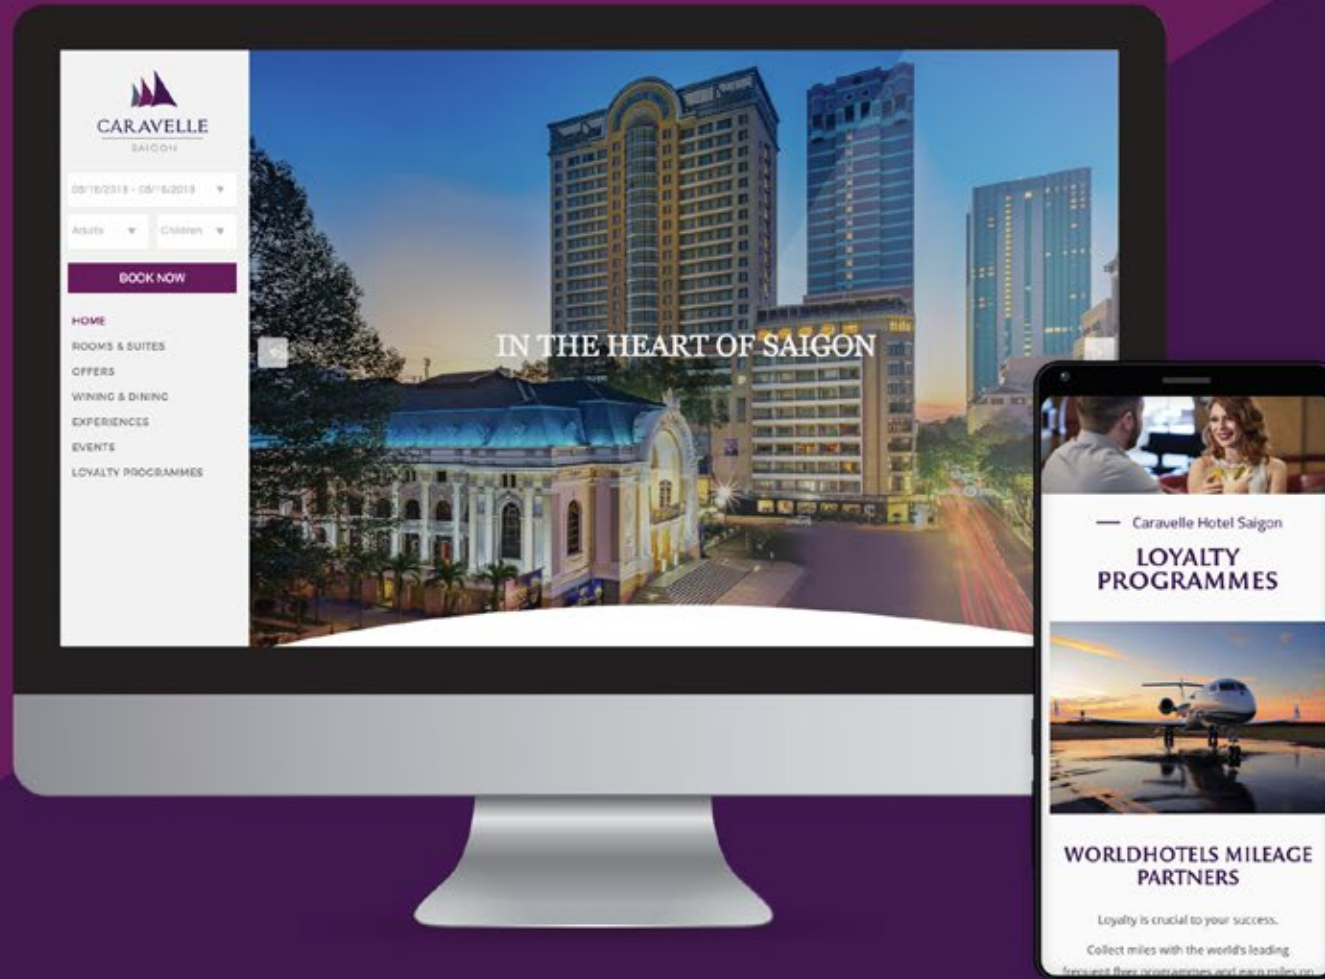 CARAVELLE
SAIGON
Adults
Children
BOOK NOW
HOME
ROOMS & SUITES
OFFERS
WINING & DINING
EXPERIENCES
EVENTS
LOYALTY PROGRAMMES
IN THE HEART OF SAIGON
Caravelle Hotel Saigon
LOYALTY
PROGRAMMES
WORLDHOTELS MILEAGE
PARTNERS
Loyalty is crucial to your success.
Collect miles with the world's leading